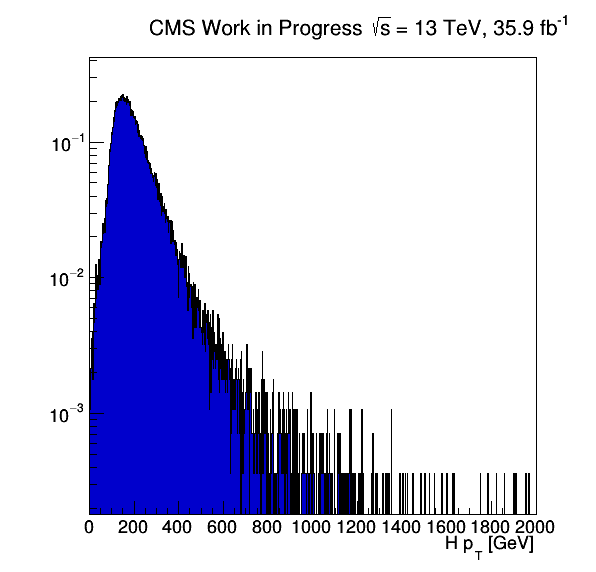 CMS Work in Progress √s = 13 TeV, 35.9 fb⁻¹
10⁻¹
10⁻²
10⁻³
0 200 400 600 800 1000 1200 1400 1600 1800 2000
H p_T [GeV]